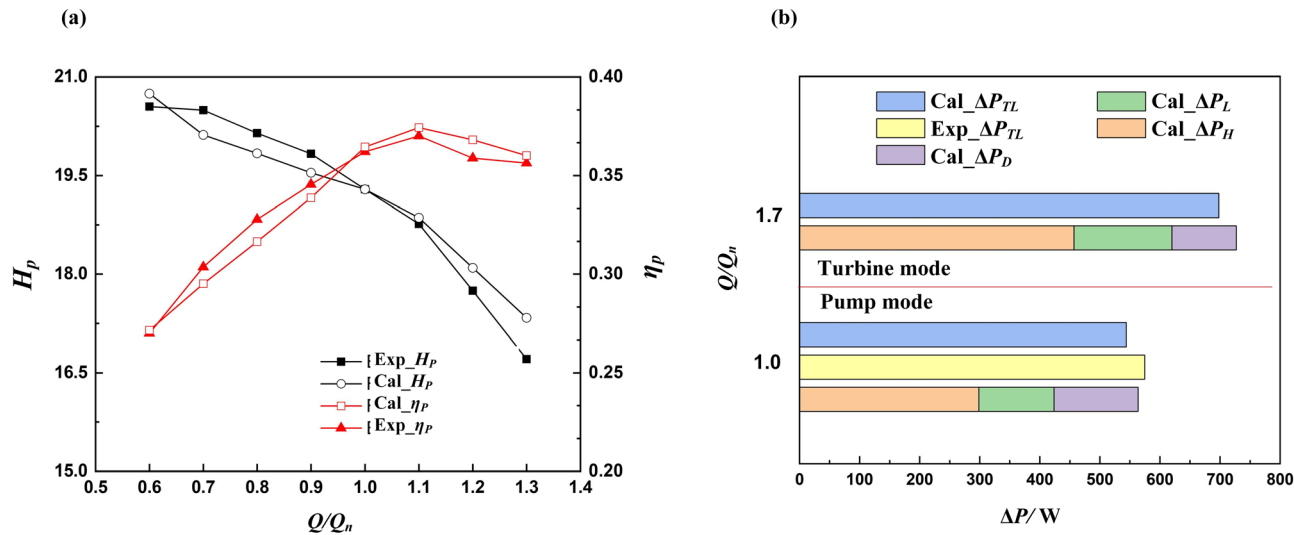 (a)
(b)
21.0
19.5
18.0
16.5
15.0
H_p
0.40
0.35
0.30
0.25
0.20
η_p
Exp_H_P
Cal_H_P
Cal_η_P
Exp_η_P
0.5 0.6 0.7 0.8 0.9 1.0 1.1 1.2 1.3 1.4
Q/Q_n
Cal_ΔP_TL Cal_ΔP_L
Exp_ΔP_TL Cal_ΔP_H
Cal_ΔP_D
1.7
Turbine mode
Q/Q_n
Pump mode
1.0
0 100 200 300 400 500 600 700 800
ΔP/ W